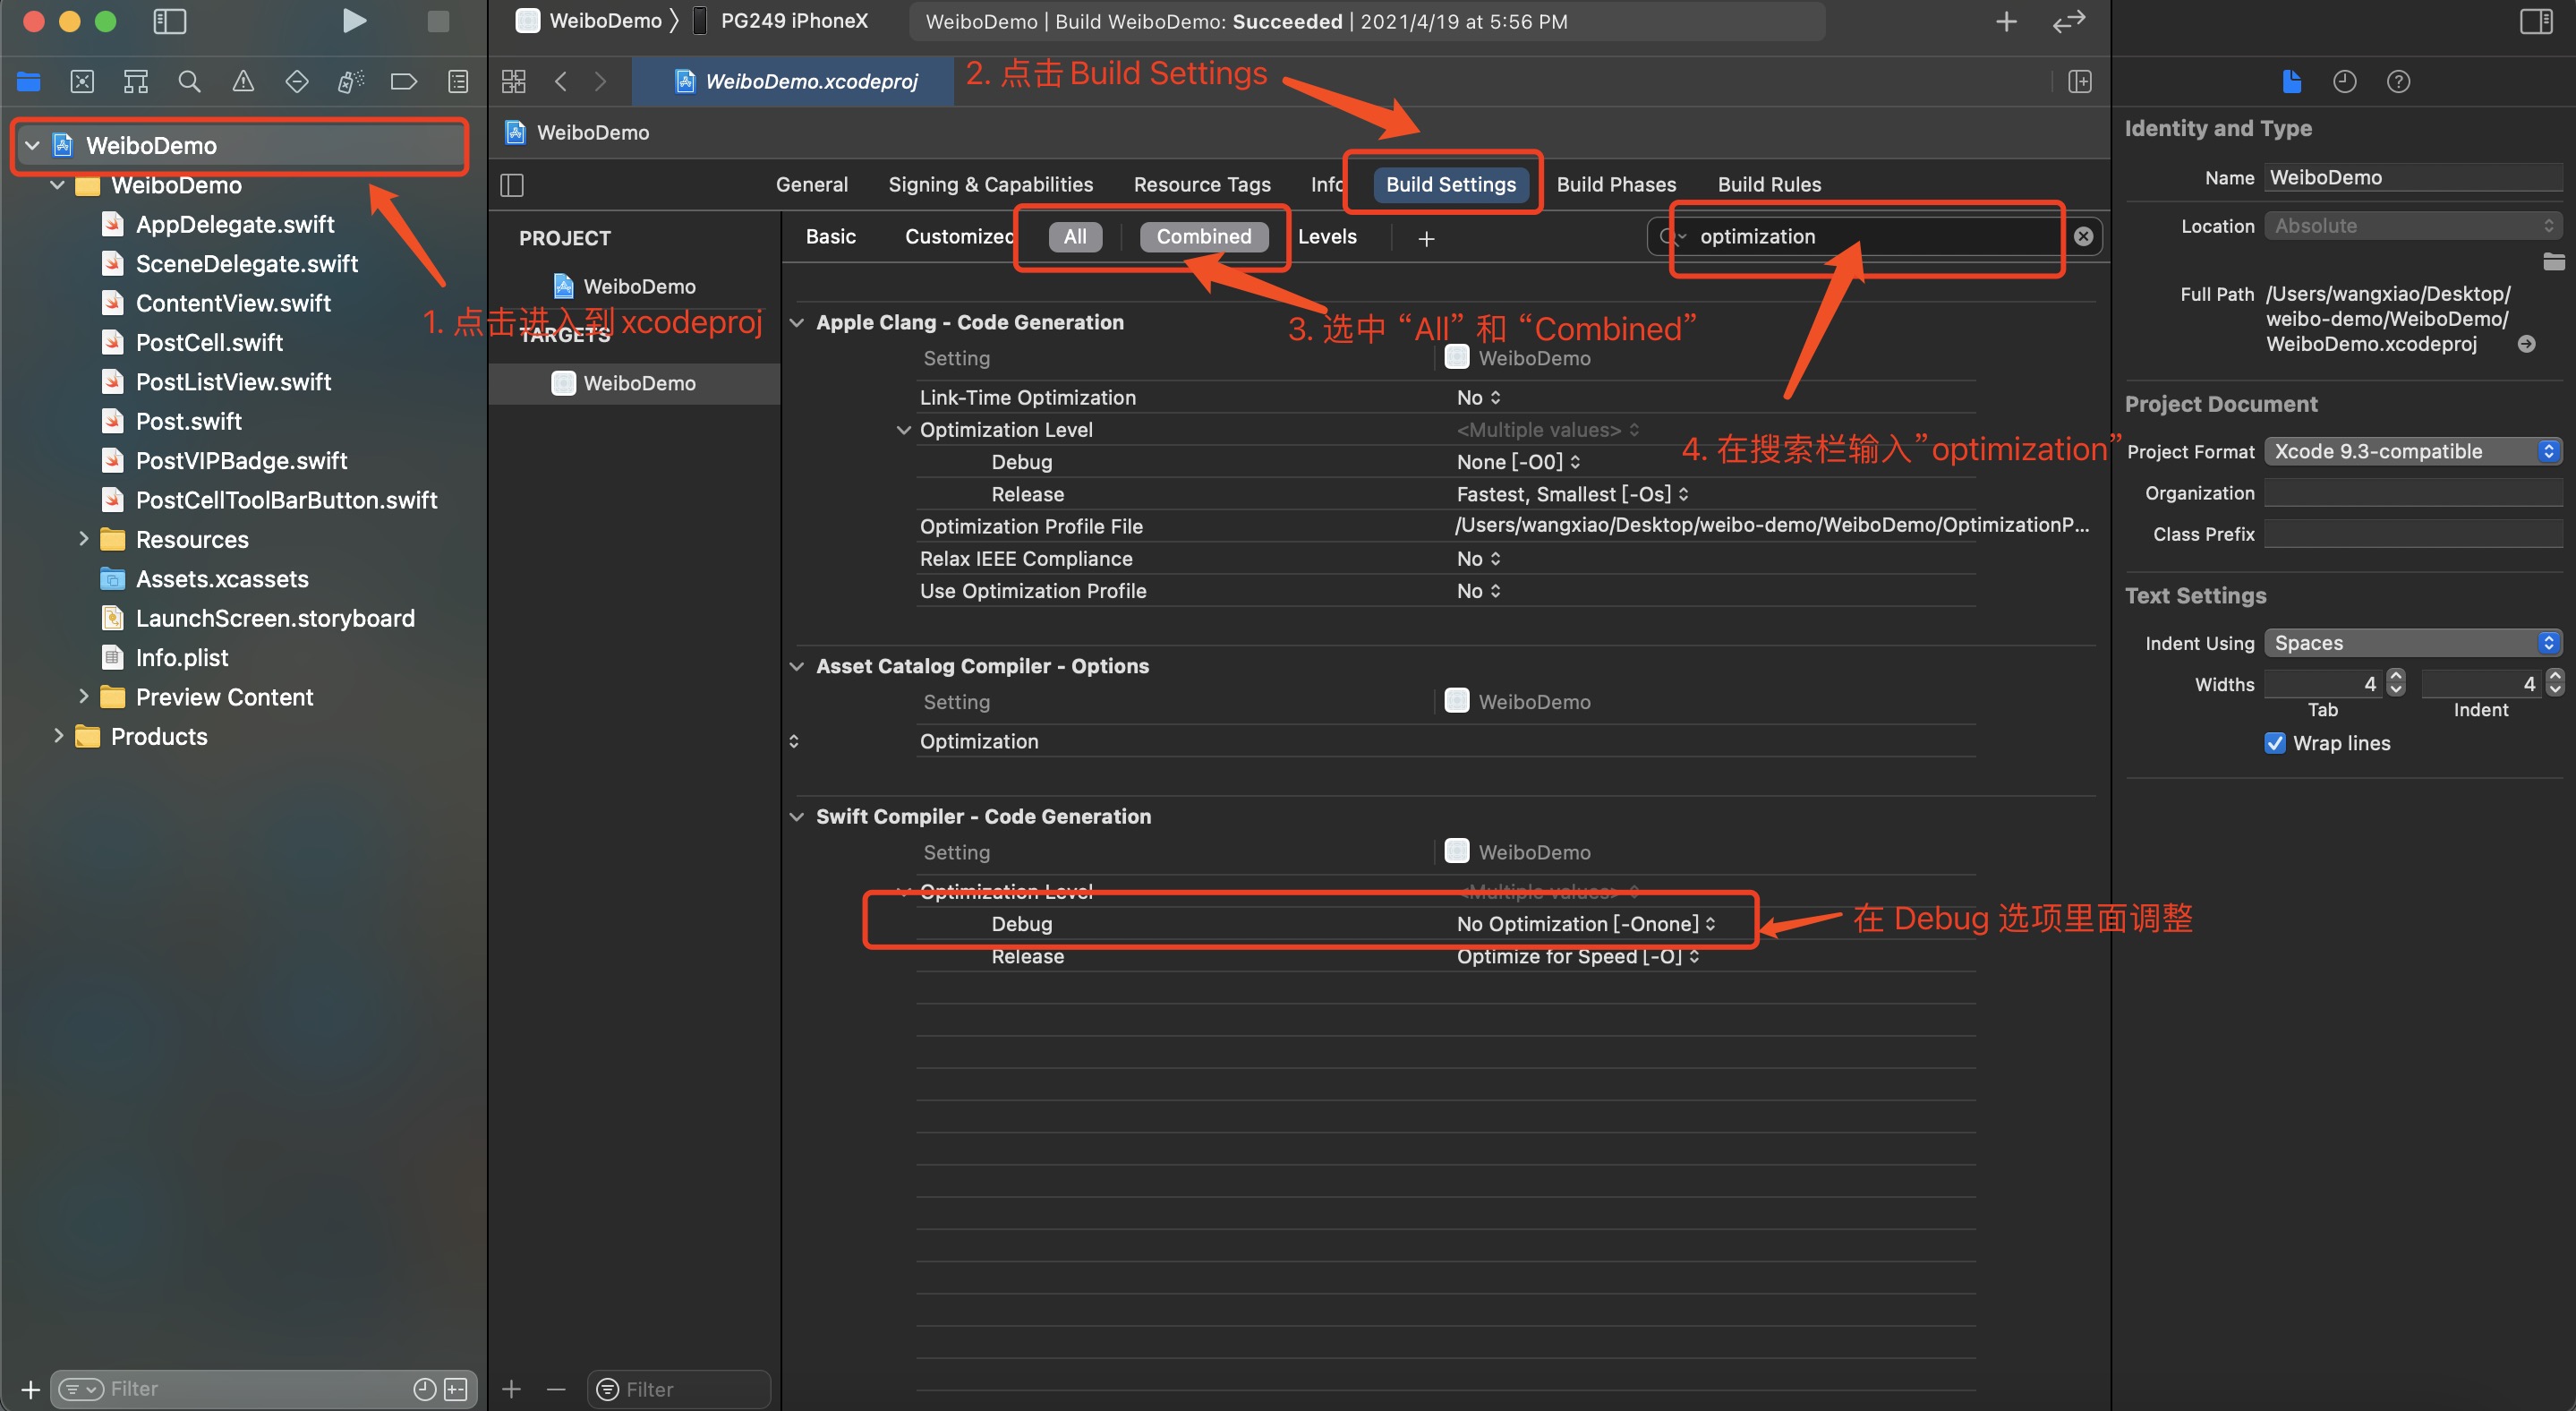 WeiboDemo
PG249 iPhoneX
WeiboDemo | Build WeiboDemo: Succeeded | 2021/4/19 at 5:56 PM
WeiboDemo.xcodeproj
2. 点击 Build Settings
WeiboDemo
WeiboDemo
WeiboDemo
AppDelegate.swift
SceneDelegate.swift
ContentView.swift
PostCell.swift
PostListView.swift
Post.swift
PostVIPBadge.swift
PostCellToolBarButton.swift
Resources
Assets.xcassets
LaunchScreen.storyboard
Info.plist
Preview Content
Products
Filter
1. 点击进入到 xcodeproj
General
Signing & Capabilities
Resource Tags
Info
Build Settings
Build Phases
Build Rules
PROJECT
WeiboDemo
TARGETS
WeiboDemo
Filter
Basic
Customized
All
Combined
Levels
optimization
3. 选中 “All” 和 “Combined”
4. 在搜索栏输入”optimization”
Apple Clang - Code Generation
Setting
WeiboDemo
Link-Time Optimization
No
Optimization Level
<Multiple values>
Debug
None [-O0]
Release
Fastest, Smallest [-Os]
Optimization Profile File
/Users/wangxiao/Desktop/weibo-demo/WeiboDemo/OptimizationP...
Relax IEEE Compliance
No
Use Optimization Profile
No
Asset Catalog Compiler - Options
Setting
WeiboDemo
Optimization
Swift Compiler - Code Generation
Setting
WeiboDemo
Optimization Level
<Multiple values>
Debug
No Optimization [-Onone]
在 Debug 选项里面调整
Release
Optimize for Speed [-O]
Identity and Type
Name
WeiboDemo
Location
Absolute
Full Path
/Users/wangxiao/Desktop/
weibo-demo/WeiboDemo/
WeiboDemo.xcodeproj
Project Document
Project Format
Xcode 9.3-compatible
Organization
Class Prefix
Text Settings
Indent Using
Spaces
Widths
4
4
Tab
Indent
Wrap lines